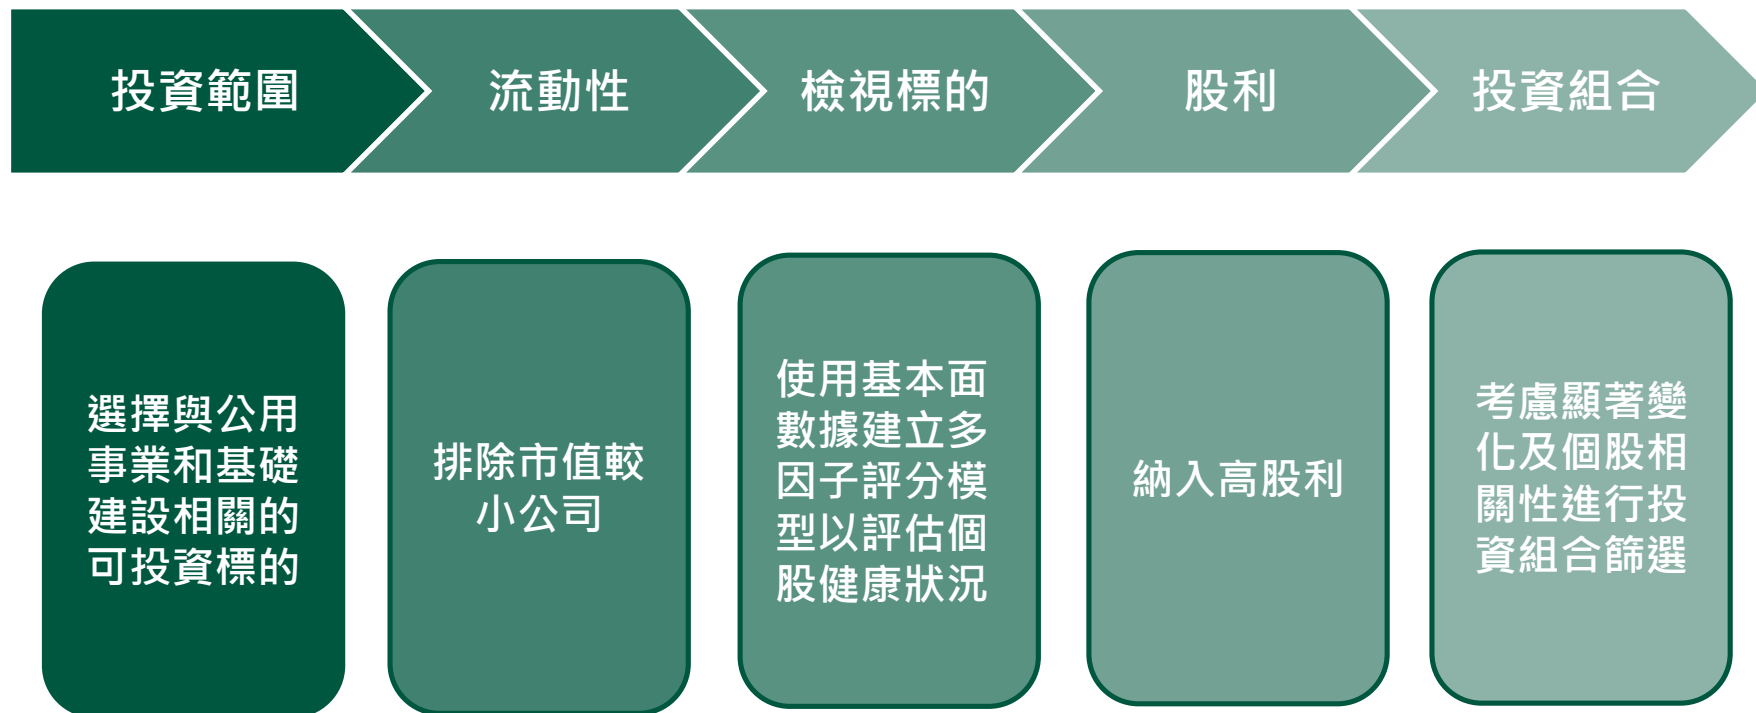 投資範圍
流動性
檢視標的
股利
投資組合
選擇與公用
事業和基礎
建設相關的
可投資標的
排除市值較
小公司
使用基本面
數據建立多
因子評分模
型以評估個
股健康狀況
納入高股利
考慮顯著變
化及個股相
關性進行投
資組合篩選